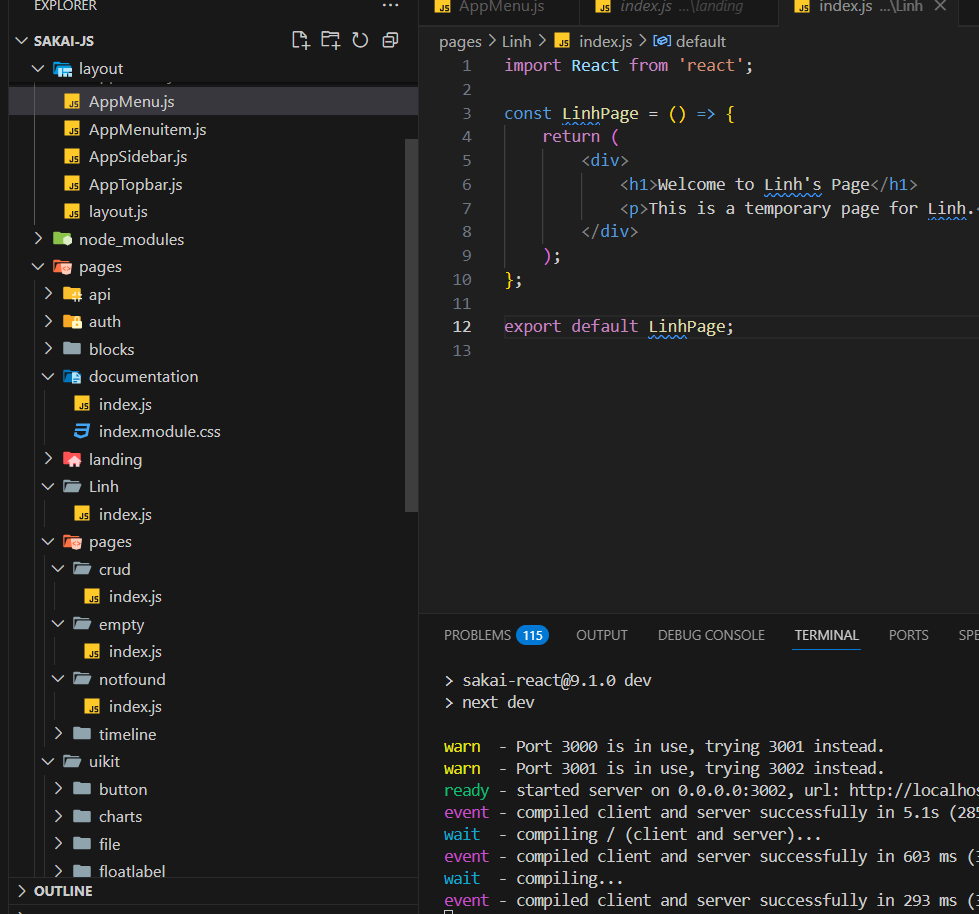 EXPLORER
SAKAI-JS
layout
AppMenu.js
AppMenuitem.js
AppSidebar.js
AppTopbar.js
layout.js
node_modules
pages
api
auth
blocks
documentation
index.js
index.module.css
landing
Linh
index.js
pages
crud
index.js
empty
index.js
notfound
index.js
timeline
uikit
button
charts
file
floatlabel
OUTLINE
AppMenu.js
index.js ...\landing
index.js ...\Linh
pages > Linh > JS index.js > default
1 import React from 'react';
2
3 const LinhPage = () => {
4 return (
5 <div>
6 <h1>Welcome to Linh's Page</h1>
7 <p>This is a temporary page for Linh.<
8 </div>
9 );
10 };
11
12 export default LinhPage;
13
PROBLEMS 115 OUTPUT DEBUG CONSOLE TERMINAL PORTS SPE
> sakai-react@9.1.0 dev
> next dev
warn - Port 3000 is in use, trying 3001 instead.
warn - Port 3001 is in use, trying 3002 instead.
ready - started server on 0.0.0.0:3002, url: http://localhos
event - compiled client and server successfully in 5.1s (285
wait - compiling / (client and server)...
event - compiled client and server successfully in 603 ms (
wait - compiling...
event - compiled client and server successfully in 293 ms (